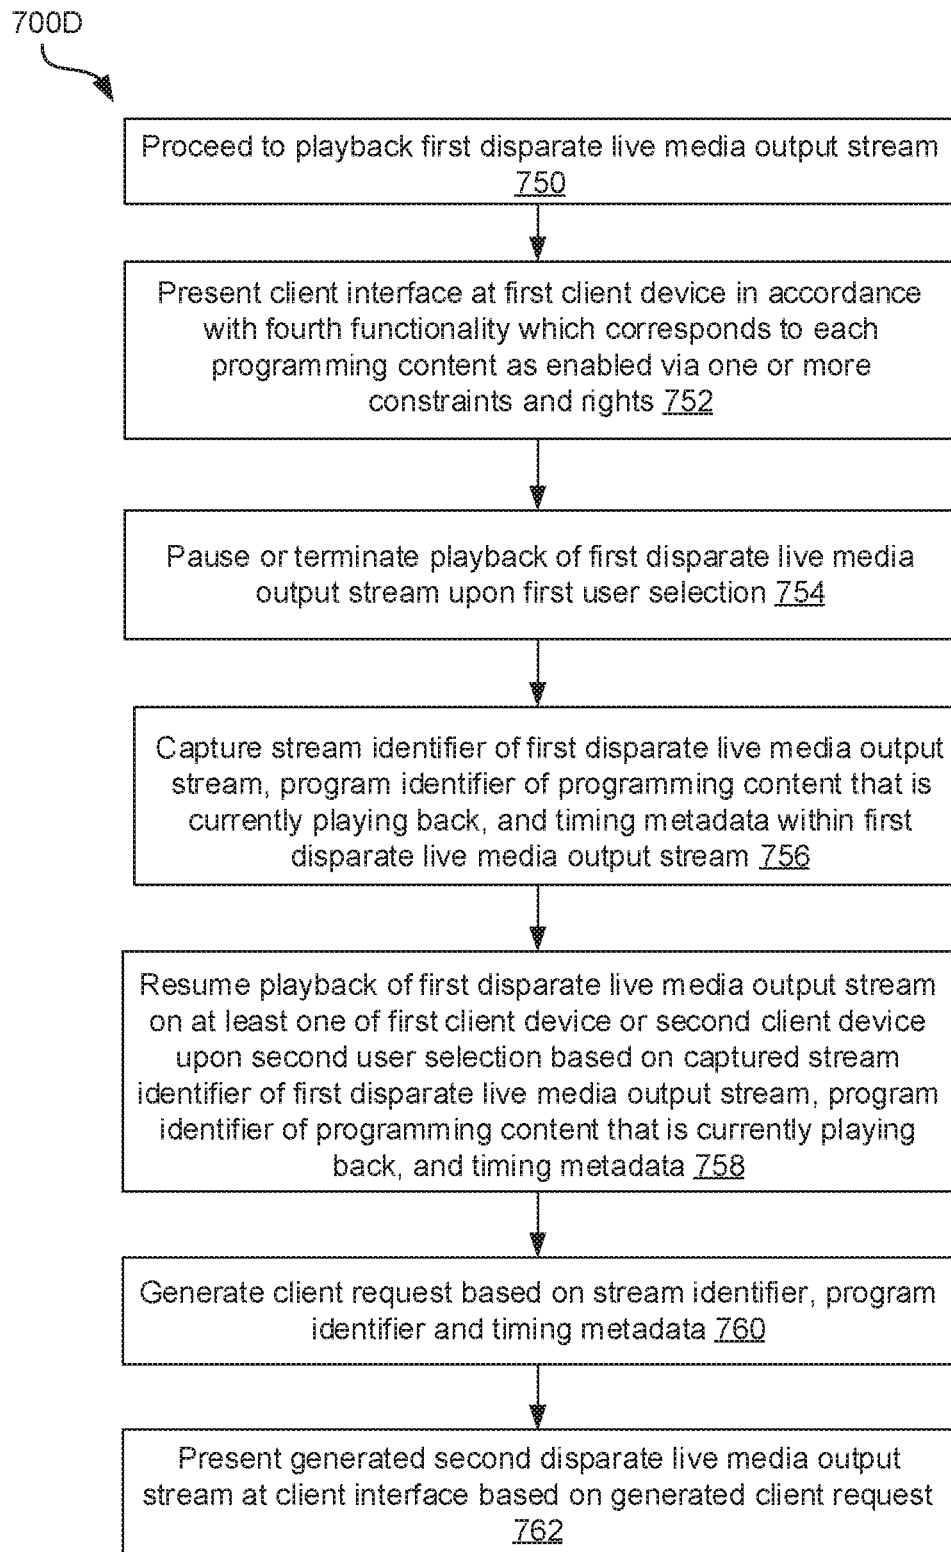 700D
Proceed to playback first disparate live media output stream
750
Present client interface at first client device in accordance
with fourth functionality which corresponds to each
programming content as enabled via one or more
constraints and rights 752
Pause or terminate playback of first disparate live media
output stream upon first user selection 754
Capture stream identifier of first disparate live media output
stream, program identifier of programming content that is
currently playing back, and timing metadata within first
disparate live media output stream 756
Resume playback of first disparate live media output stream
on at least one of first client device or second client device
upon second user selection based on captured stream
identifier of first disparate live media output stream, program
identifier of programming content that is currently playing
back, and timing metadata 758
Generate client request based on stream identifier, program
identifier and timing metadata 760
Present generated second disparate live media output
stream at client interface based on generated client request
762